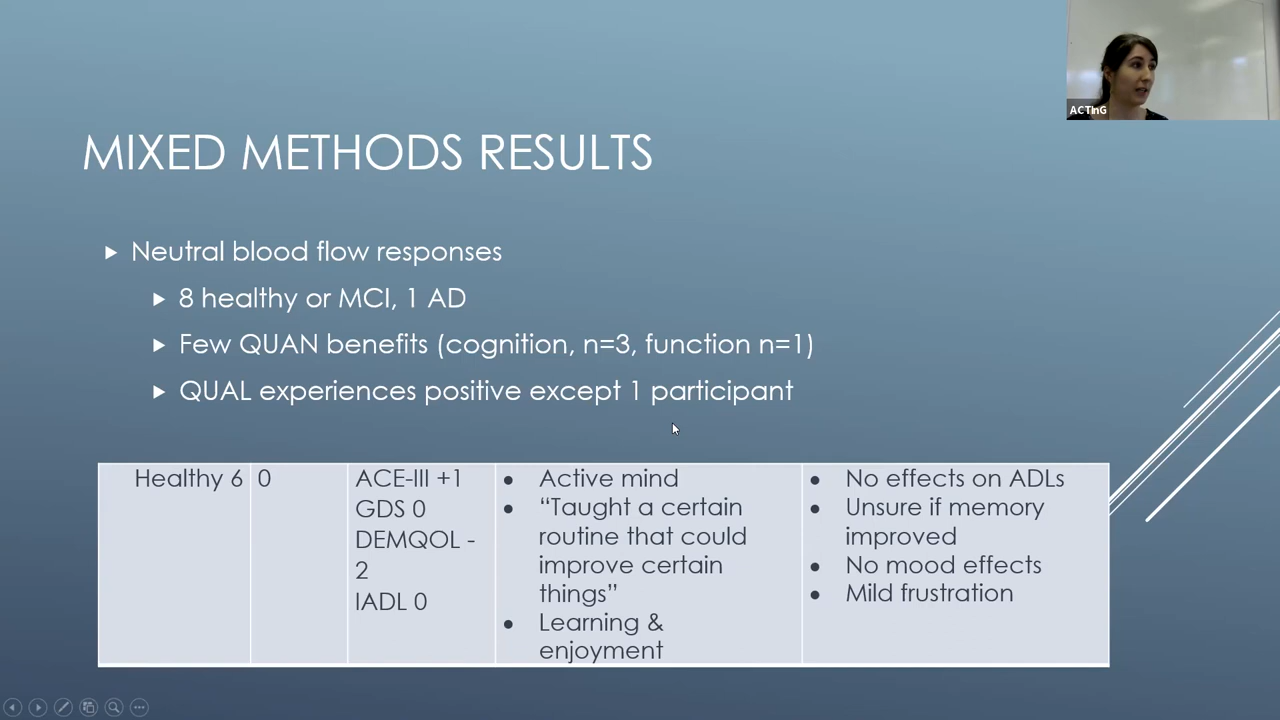 ACTInG
MIXED METHODS RESULTS
Neutral blood flow responses
8 healthy or MCI, 1 AD
Few QUAN benefits (cognition, n=3, function n=1)
QUAL experiences positive except 1 participant
Healthy 6
0
ACE-III +1
GDS 0
DEMQOL -
2
IADL 0
Active mind
“Taught a certain
routine that could
improve certain
things”
Learning &
enjoyment
No effects on ADLs
Unsure if memory
improved
No mood effects
Mild frustration